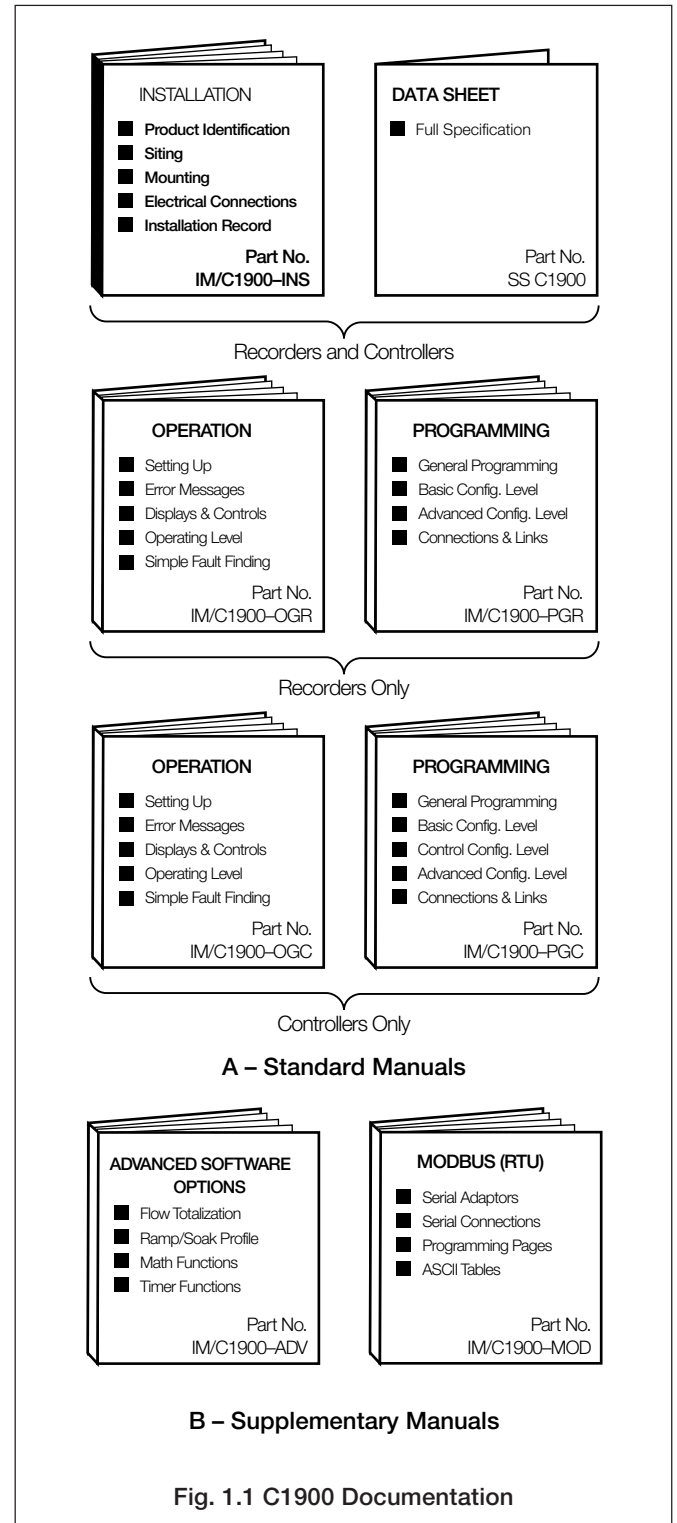 INSTALLATION
Product Identification
Siting
Mounting
Electrical Connections
Installation Record
Part No.
IM/C1900–INS
DATA SHEET
Full Specification
Part No.
SS C1900
Recorders and Controllers
OPERATION
Setting Up
Error Messages
Displays & Controls
Operating Level
Simple Fault Finding
Part No.
IM/C1900–OGR
PROGRAMMING
General Programming
Basic Config. Level
Advanced Config. Level
Connections & Links
Part No.
IM/C1900–PGR
Recorders Only
OPERATION
Setting Up
Error Messages
Displays & Controls
Operating Level
Simple Fault Finding
Part No.
IM/C1900–OGC
PROGRAMMING
General Programming
Basic Config. Level
Control Config. Level
Advanced Config. Level
Connections & Links
Part No.
IM/C1900–PGC
Controllers Only
A – Standard Manuals
ADVANCED SOFTWARE
OPTIONS
Flow Totalization
Ramp/Soak Profile
Math Functions
Timer Functions
Part No.
IM/C1900–ADV
MODBUS (RTU)
Serial Adaptors
Serial Connections
Programming Pages
ASCII Tables
Part No.
IM/C1900–MOD
B – Supplementary Manuals
Fig. 1.1 C1900 Documentation